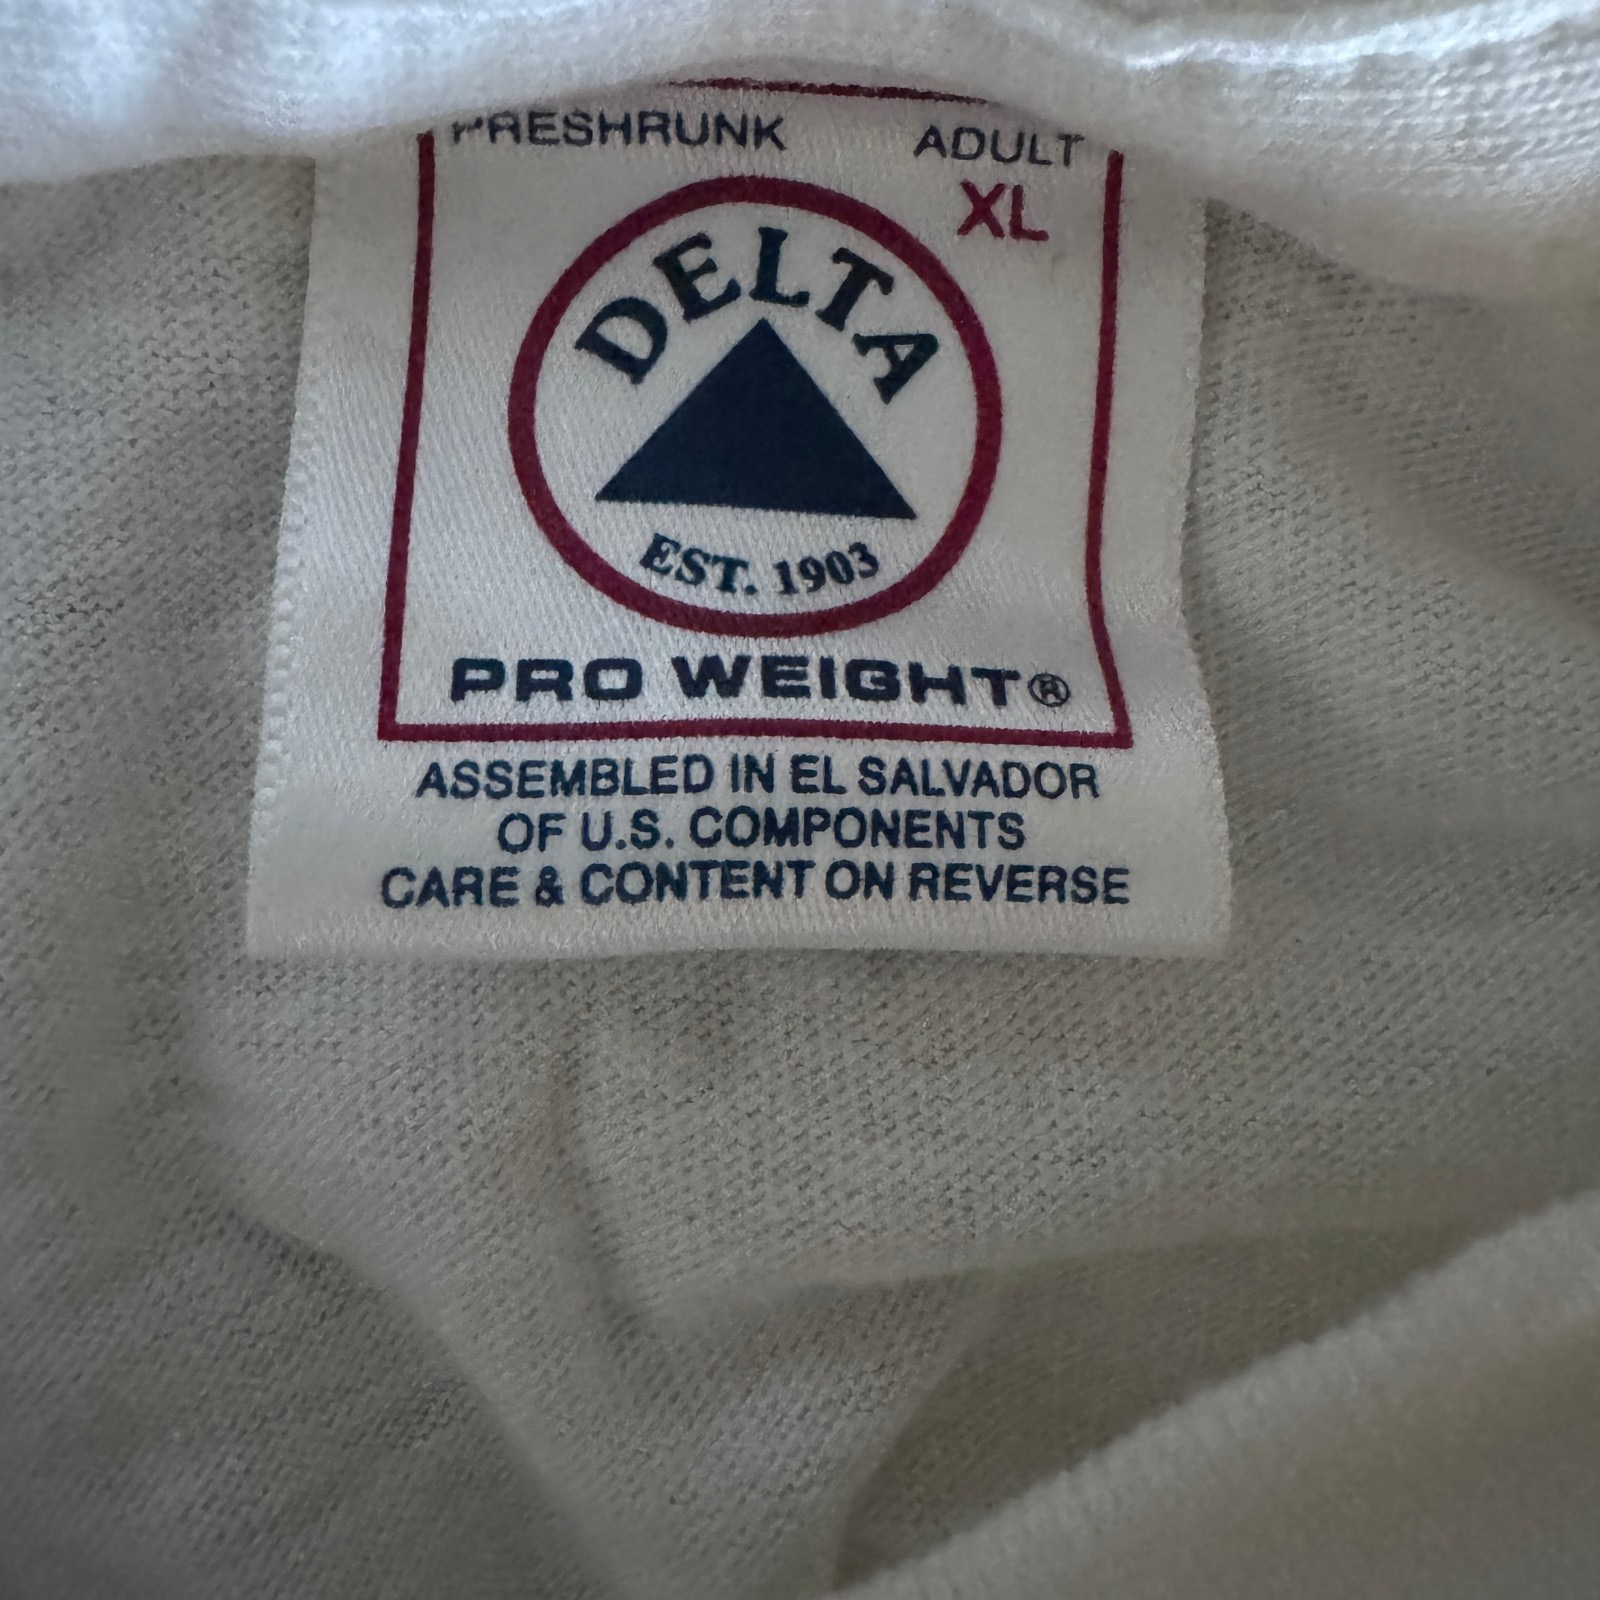 PRESHRUNK ADULT
XL
DELTA
EST. 1903
PRO WEIGHT®
ASSEMBLED IN EL SALVADOR
OF U.S. COMPONENTS
CARE & CONTENT ON REVERSE